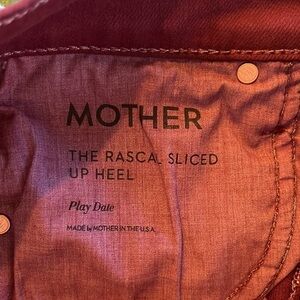 MOTHER
THE RASCAL SLICED
UP HEEL
Play Date
MADE by MOTHER IN THE U.S.A.